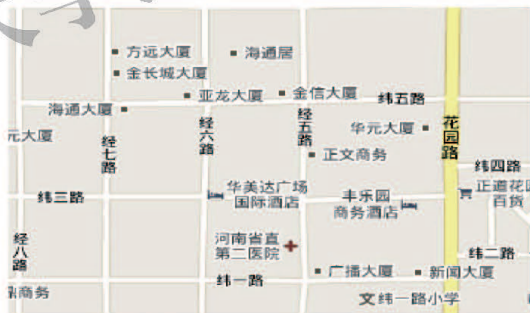 方远大厦
海通居
金长城大厦
亚龙大厦
金信大厦
纬五路
海通大厦
经六路
经五路
华元大厦
花园路
元大厦
经七路
正文商务
纬四路
华美达广场
国际酒店
丰乐园
商务酒店
正道花园
百货
纬三路
经八路
河南省直
第二医院
纬二路
广播大厦
新闻大厦
纬一路
鼎商务
文 纬一路小学